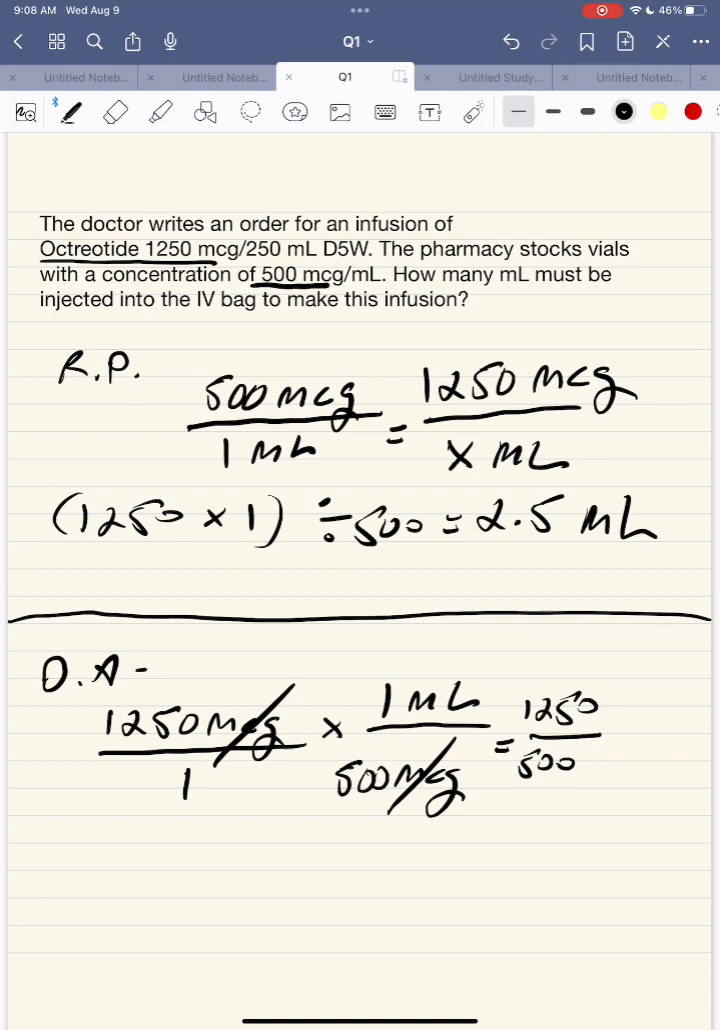 9:08 AM Wed Aug 9
46%
Q1
Untitled Noteb... Untitled Noteb... Q1 Untitled Study... Untitled Noteb...
The doctor writes an order for an infusion of
Octreotide 1250 mcg/250 mL D5W. The pharmacy stocks vials
with a concentration of 500 mcg/mL. How many mL must be
injected into the IV bag to make this infusion?
R.P.
500 mcg / 1 mL = 1250 mcg / x mL
(1250 x 1) ÷ 500 = 2.5 mL
D.A-
1250 mcg / 1 x 1 mL / 500 mcg = 1250 / 500